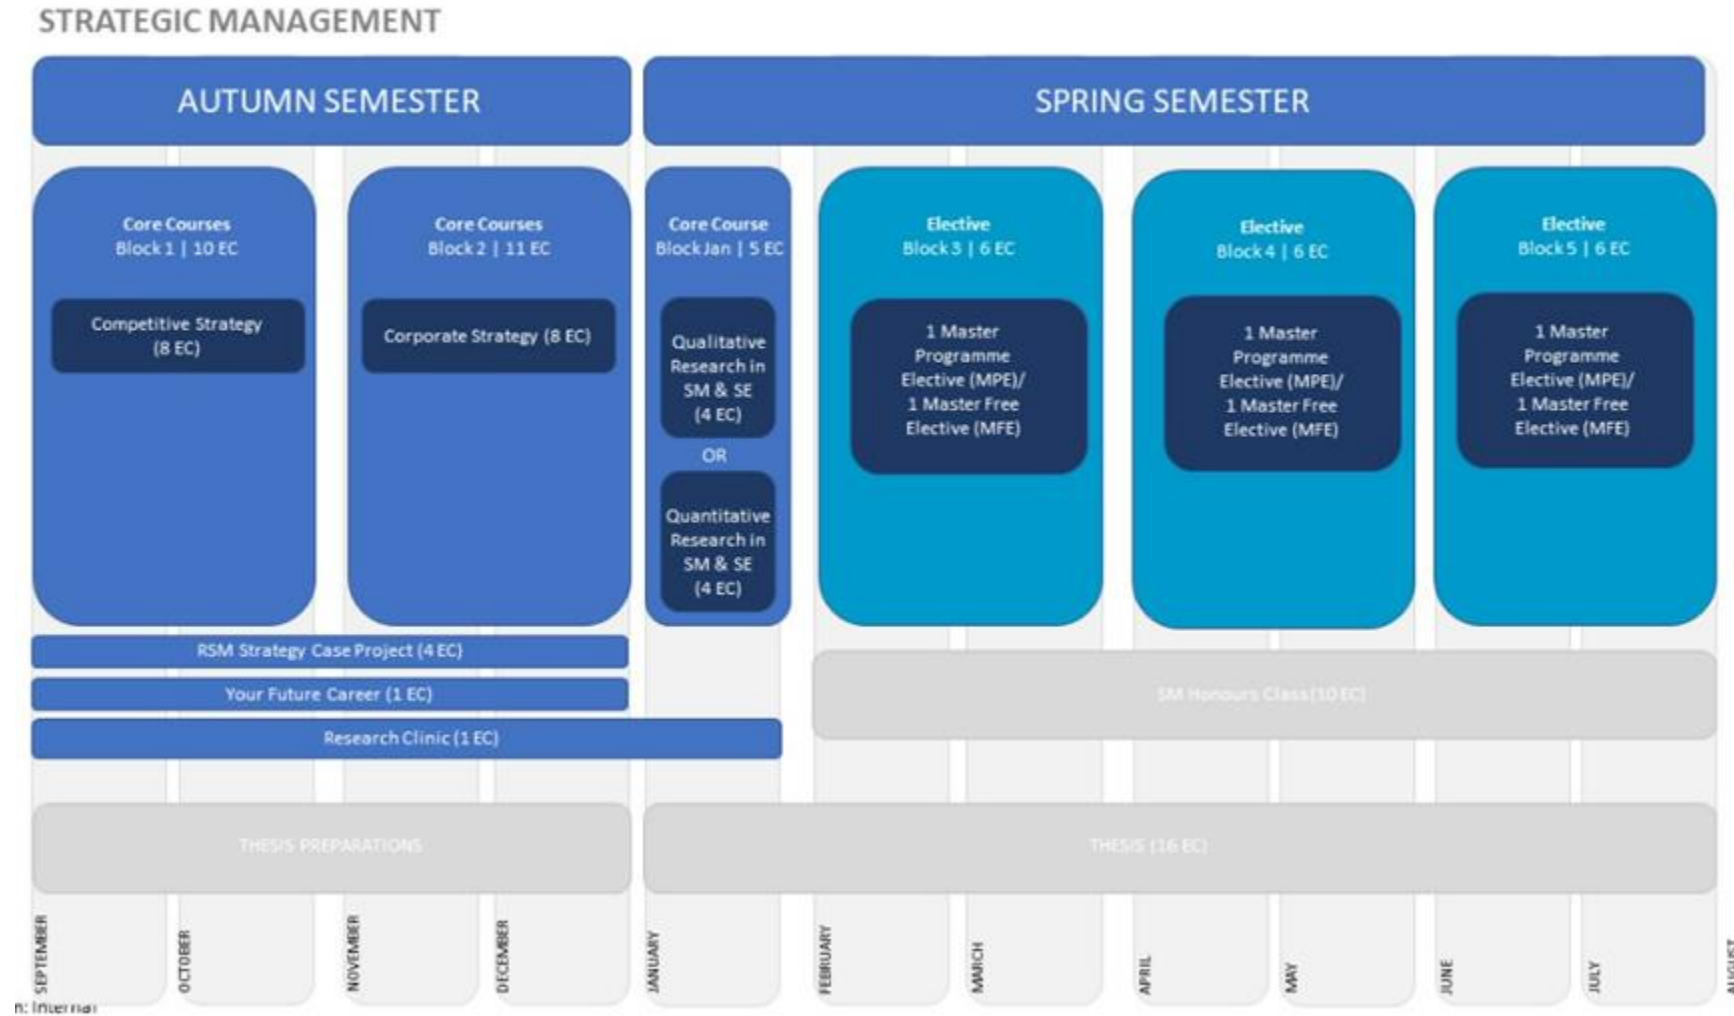 STRATEGIC MANAGEMENT
AUTUMN SEMESTER
SPRING SEMESTER
Core Courses
Block 1 | 10 EC
Competitive Strategy
(8 EC)
Core Courses
Block 2 | 11 EC
Corporate Strategy (8 EC)
Core Course
Block Jan | 5 EC
Qualitative
Research in
SM & SE
(4 EC)
OR
Quantitative
Research in
SM & SE
(4 EC)
Elective
Block 3 | 6 EC
1 Master
Programme
Elective (MPE)/
1 Master Free
Elective (MFE)
Elective
Block 4 | 6 EC
1 Master
Programme
Elective (MPE)/
1 Master Free
Elective (MFE)
Elective
Block 5 | 6 EC
1 Master
Programme
Elective (MPE)/
1 Master Free
Elective (MFE)
RSM Strategy Case Project (4 EC)
Your Future Career (1 EC)
Research Clinic (1 EC)
SM Honours Class (10 EC)
THESIS PREPARATIONS
THESIS (16 EC)
SEPTEMBER
OCTOBER
NOVEMBER
DECEMBER
JANUARY
FEBRUARY
MARCH
APRIL
MAY
JUNE
JULY
AUGUST
n: Internal